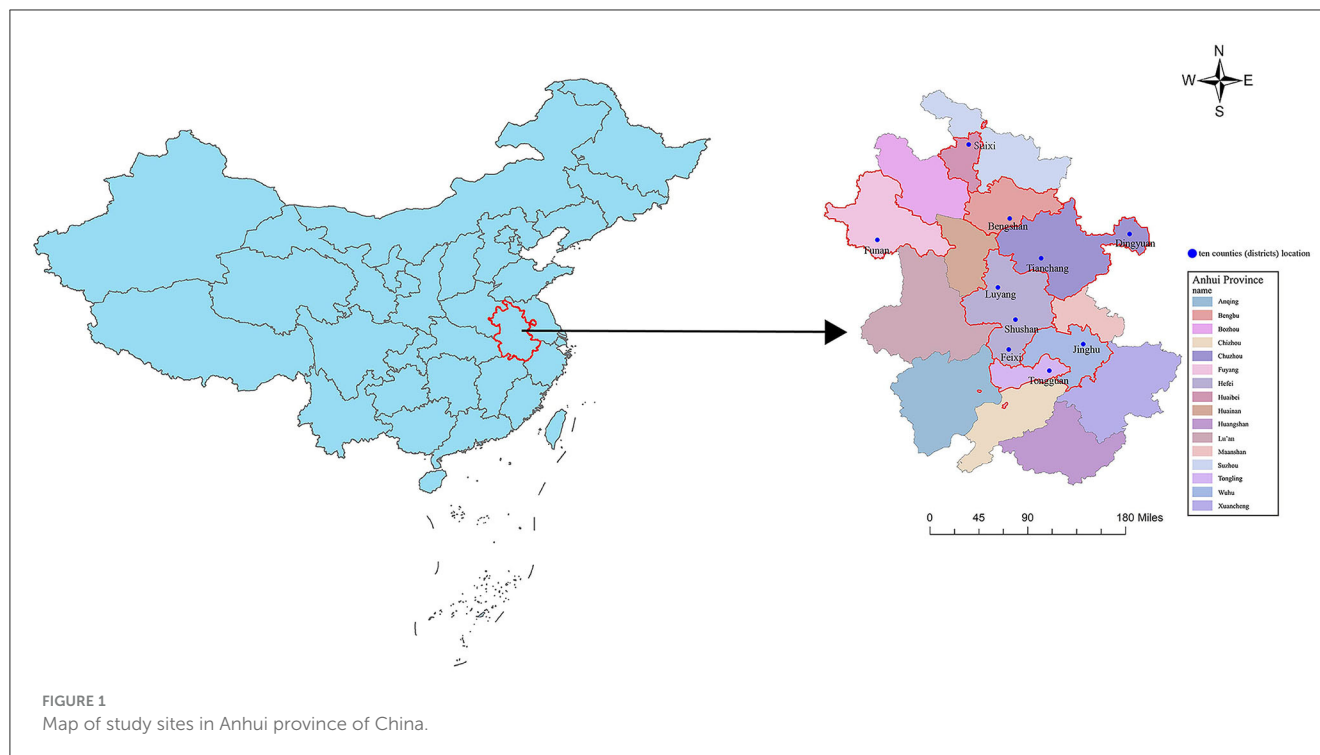 N
W E
S
Suixi
Bengshan
Dingyuan
Funan
Tianchang
Luyang
Shushan
Feixi
Jinghu
Tongguan
ten counties (districts) location
Anhui Province
name
Anqing
Bengbu
Bozhou
Chizhou
Chuzhou
Fuyang
Hefei
Huaibei
Huainan
Huangshan
Lu'an
Maanshan
Suzhou
Tongling
Wuhu
Xuancheng
0 45 90 180 Miles
FIGURE 1
Map of study sites in Anhui province of China.